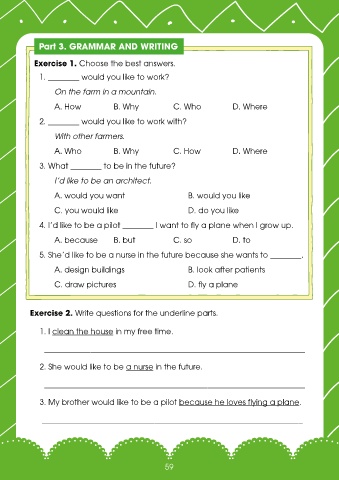 Part 3. GRAMMAR AND WRITING
Exercise 1. Choose the best answers.
1. ________ would you like to work?
On the farm in a mountain.
A. How B. Why C. Who D. Where
2. ________ would you like to work with?
With other farmers.
A. Who B. Why C. How D. Where
3. What ________ to be in the future?
I'd like to be an architect.
A. would you want B. would you like
C. you would like D. do you like
4. I'd like to be a pilot ________ I want to fly a plane when I grow up.
A. because B. but C. so D. to
5. She'd like to be a nurse in the future because she wants to ________.
A. design buildings B. look after patients
C. draw pictures D. fly a plane
Exercise 2. Write questions for the underline parts.
1. I clean the house in my free time.
2. She would like to be a nurse in the future.
3. My brother would like to be a pilot because he loves flying a plane.
59